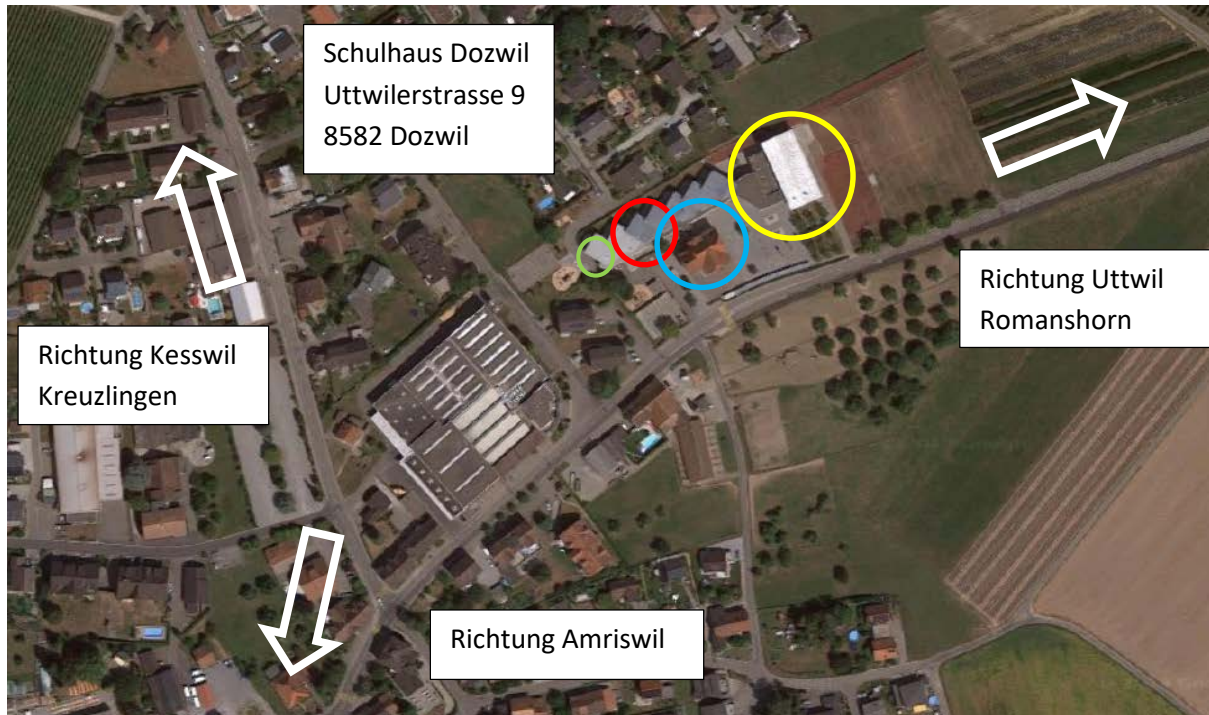 Schulhaus Dozwil
Uttwilerstrasse 9
8582 Dozwil
Richtung Uttwil
Romanshorn
Richtung Kesswil
Kreuzlingen
Richtung Amriswil